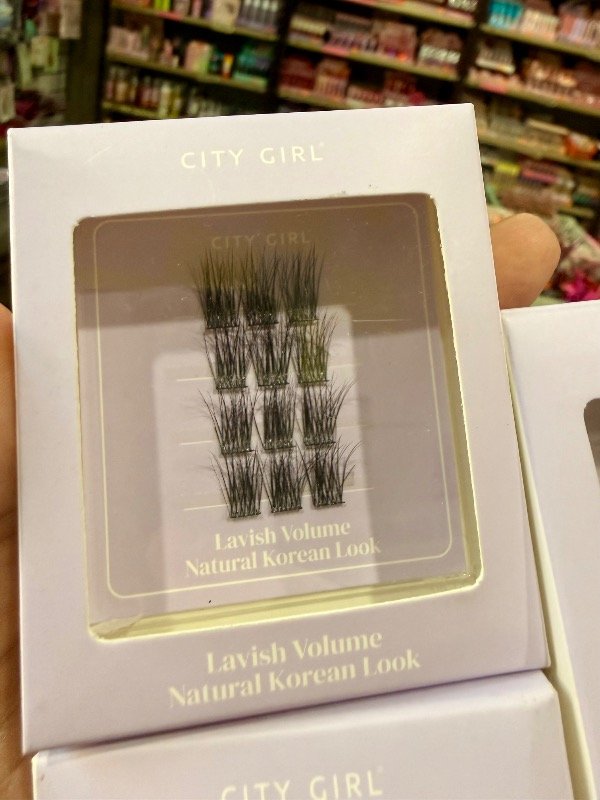 CITY GIRL®
CITY GIRL
Lavish Volume
Natural Korean Look
Lavish Volume
Natural Korean Look
CITY GIRL®